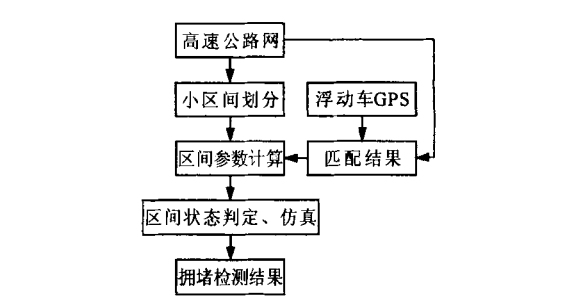 高速公路网
小区间划分
浮动车GPS
区间参数计算
匹配结果
区间状态判定、仿真
拥堵检测结果